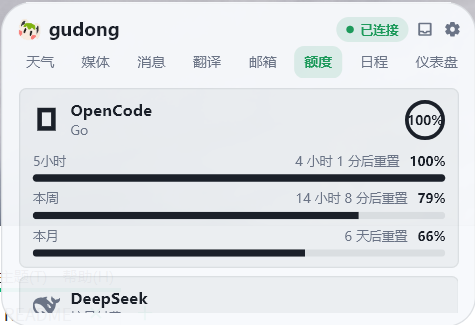 gudong
已连接
天气 媒体 消息 翻译 邮箱 额度 日程 仪表盘
OpenCode
Go
100%
5小时 4 小时 1 分后重置 100%
本周 14 小时 8 分后重置 79%
本月 6 天后重置 66%
DeepSeek